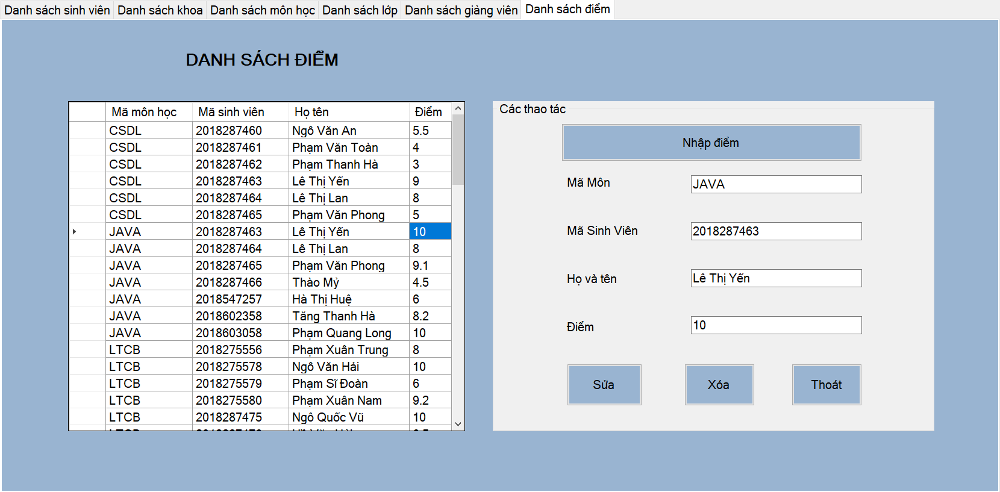 Danh sách sinh viên Danh sách khoa Danh sách môn học Danh sách lớp Danh sách giảng viên Danh sách điểm
DANH SÁCH ĐIỂM
Mã môn học Mã sinh viên Họ tên Điểm
CSDL 2018287460 Ngô Văn An 5.5
CSDL 2018287461 Phạm Văn Toàn 4
CSDL 2018287462 Phạm Thanh Hà 3
CSDL 2018287463 Lê Thị Yến 9
CSDL 2018287464 Lê Thị Lan 8
CSDL 2018287465 Phạm Văn Phong 5
JAVA 2018287463 Lê Thị Yến 10
JAVA 2018287464 Lê Thị Lan 8
JAVA 2018287465 Phạm Văn Phong 9.1
JAVA 2018287466 Thào Mỷ 4.5
JAVA 2018547257 Hà Thị Huệ 6
JAVA 2018602358 Tăng Thanh Hà 8.2
JAVA 2018603058 Phạm Quang Long 10
LTCB 2018275556 Phạm Xuân Trung 8
LTCB 2018275578 Ngô Văn Hải 10
LTCB 2018275579 Phạm Sĩ Đoàn 6
LTCB 2018275580 Phạm Xuân Nam 9.2
LTCB 2018287475 Ngô Quốc Vũ 10
Các thao tác
Nhập điểm
Mã Môn JAVA
Mã Sinh Viên 2018287463
Họ và tên Lê Thị Yến
Điểm 10
Sửa Xóa Thoát